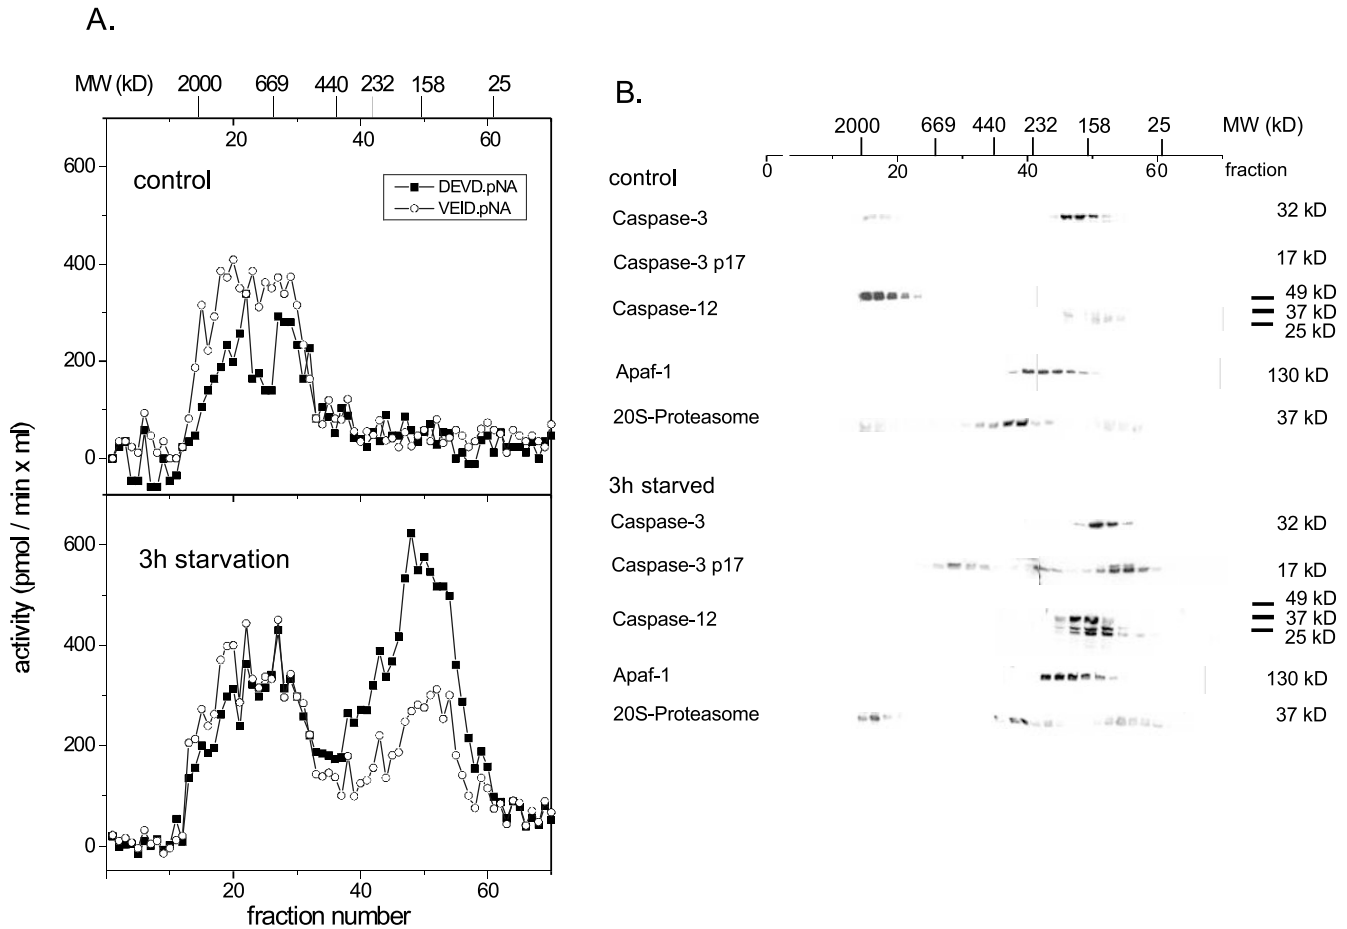 A.
MW (kD) 2000 669 440 232 158 25
20 40 60
600
400
200
0
control
DEVD.pNA
VEID.pNA
600
400
200
0
3h starvation
20 40 60
fraction number
activity (pmol / min x ml)
B.
2000 669 440 232 158 25 MW (kD)
0 20 40 60 fraction
control
Caspase-3 32 kD
Caspase-3 p17 17 kD
49 kD
Caspase-12 37 kD
25 kD
Apaf-1 130 kD
20S-Proteasome 37 kD
3h starved
Caspase-3 32 kD
Caspase-3 p17 17 kD
49 kD
Caspase-12 37 kD
25 kD
Apaf-1 130 kD
20S-Proteasome 37 kD